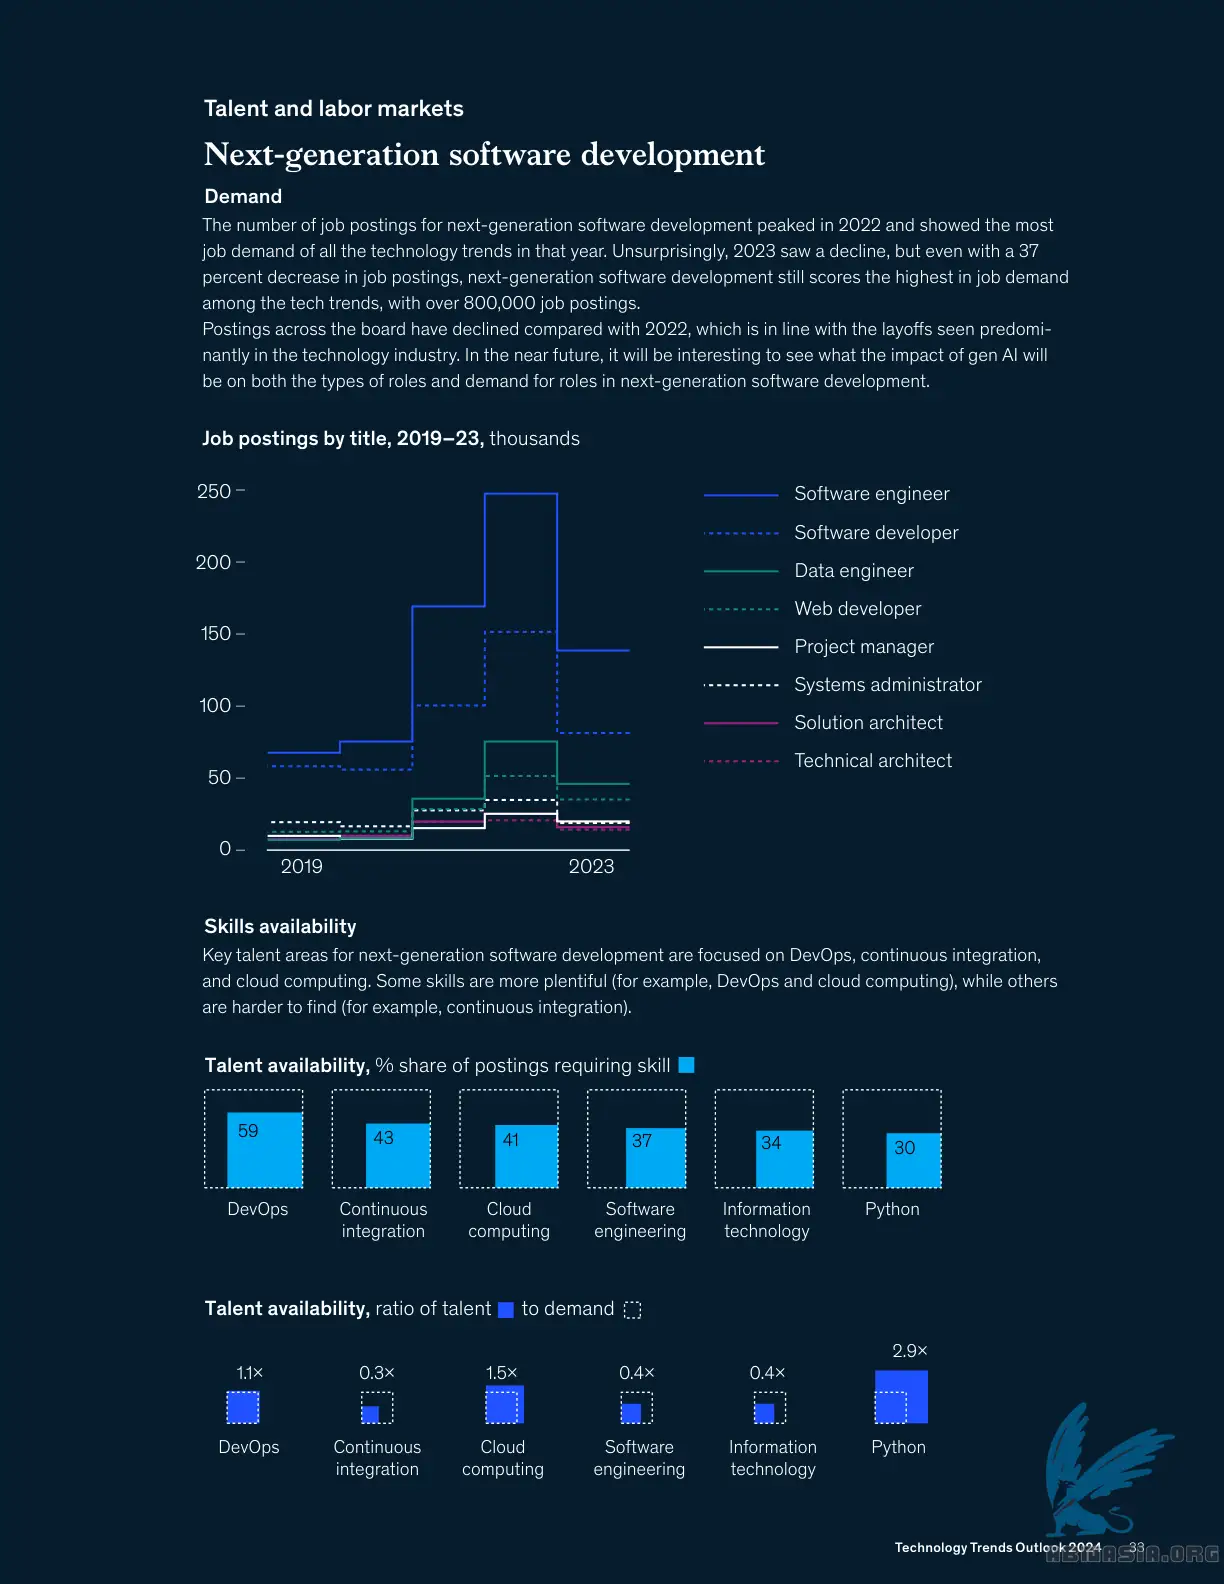 Talent and labor markets
Next-generation software development
Demand
The number of job postings for next-generation software development peaked in 2022 and showed the most
job demand of all the technology trends in that year. Unsurprisingly, 2023 saw a decline, but even with a 37
percent decrease in job postings, next-generation software development still scores the highest in job demand
among the tech trends, with over 800,000 job postings.
Postings across the board have declined compared with 2022, which is in line with the layoffs seen predomi-
nantly in the technology industry. In the near future, it will be interesting to see what the impact of gen AI will
be on both the types of roles and demand for roles in next-generation software development.
Job postings by title, 2019–23, thousands
250
200
150
100
50
0
2019
2023
Software engineer
Software developer
Data engineer
Web developer
Project manager
Systems administrator
Solution architect
Technical architect
Skills availability
Key talent areas for next-generation software development are focused on DevOps, continuous integration,
and cloud computing. Some skills are more plentiful (for example, DevOps and cloud computing), while others
are harder to find (for example, continuous integration).
Talent availability, % share of postings requiring skill
59
43
41
37
34
30
DevOps
Continuous
integration
Cloud
computing
Software
engineering
Information
technology
Python
Talent availability, ratio of talent to demand
1.1×
0.3×
1.5×
0.4×
0.4×
2.9×
DevOps
Continuous
integration
Cloud
computing
Software
engineering
Information
technology
Python
Technology Trends Outlook 2024 33
ABMASIA.ORG